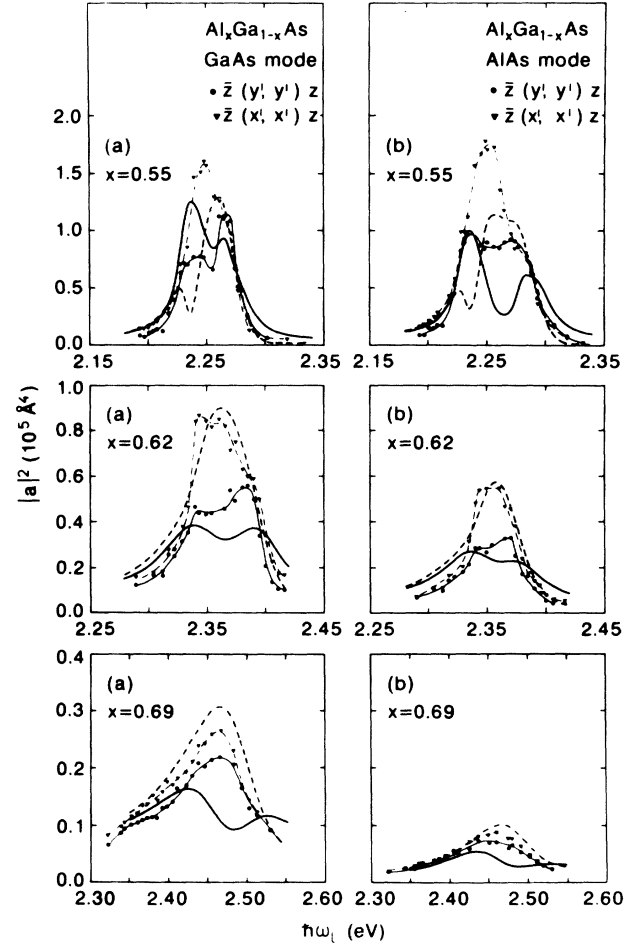 AlₓGa₁₋ₓAs
GaAs mode
• z̄ (y', y') z
▾ z̄ (x', x') z
(a)
x=0.55
2.0
1.5
1.0
0.5
0.0
2.15 2.25 2.35
AlₓGa₁₋ₓAs
AlAs mode
• z̄ (y', y') z
▾ z̄ (x', x') z
(b)
x=0.55
2.15 2.25 2.35
|a|² (10⁵ Å⁴)
(a)
x=0.62
1.0
0.8
0.6
0.4
0.2
0.0
2.25 2.35 2.45
(b)
x=0.62
2.25 2.35 2.45
(a)
x=0.69
0.4
0.3
0.2
0.1
0.0
2.30 2.40 2.50 2.60
(b)
x=0.69
2.30 2.40 2.50 2.60
ħω_l (eV)